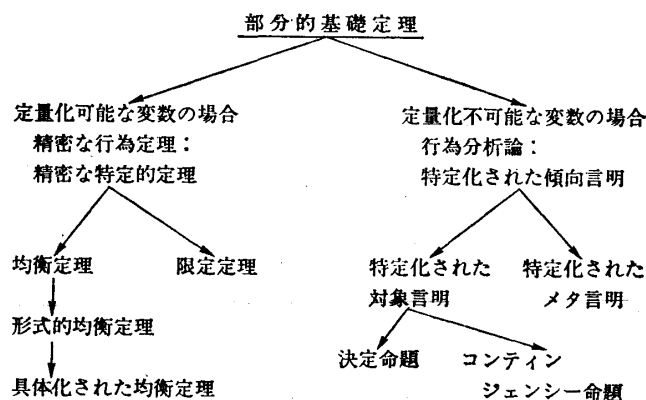 部分的基礎定理
定量化可能な変数の場合
精密な行為定理：
精密な特定的定理
定量化不可能な変数の場合
行為分析論：
特定化された傾向言明
均衡定理
限定定理
特定化された
対象言明
特定化された
メタ言明
形式的均衡定理
決定命題
コンティン
ジェンシー命題
具体化された均衡定理